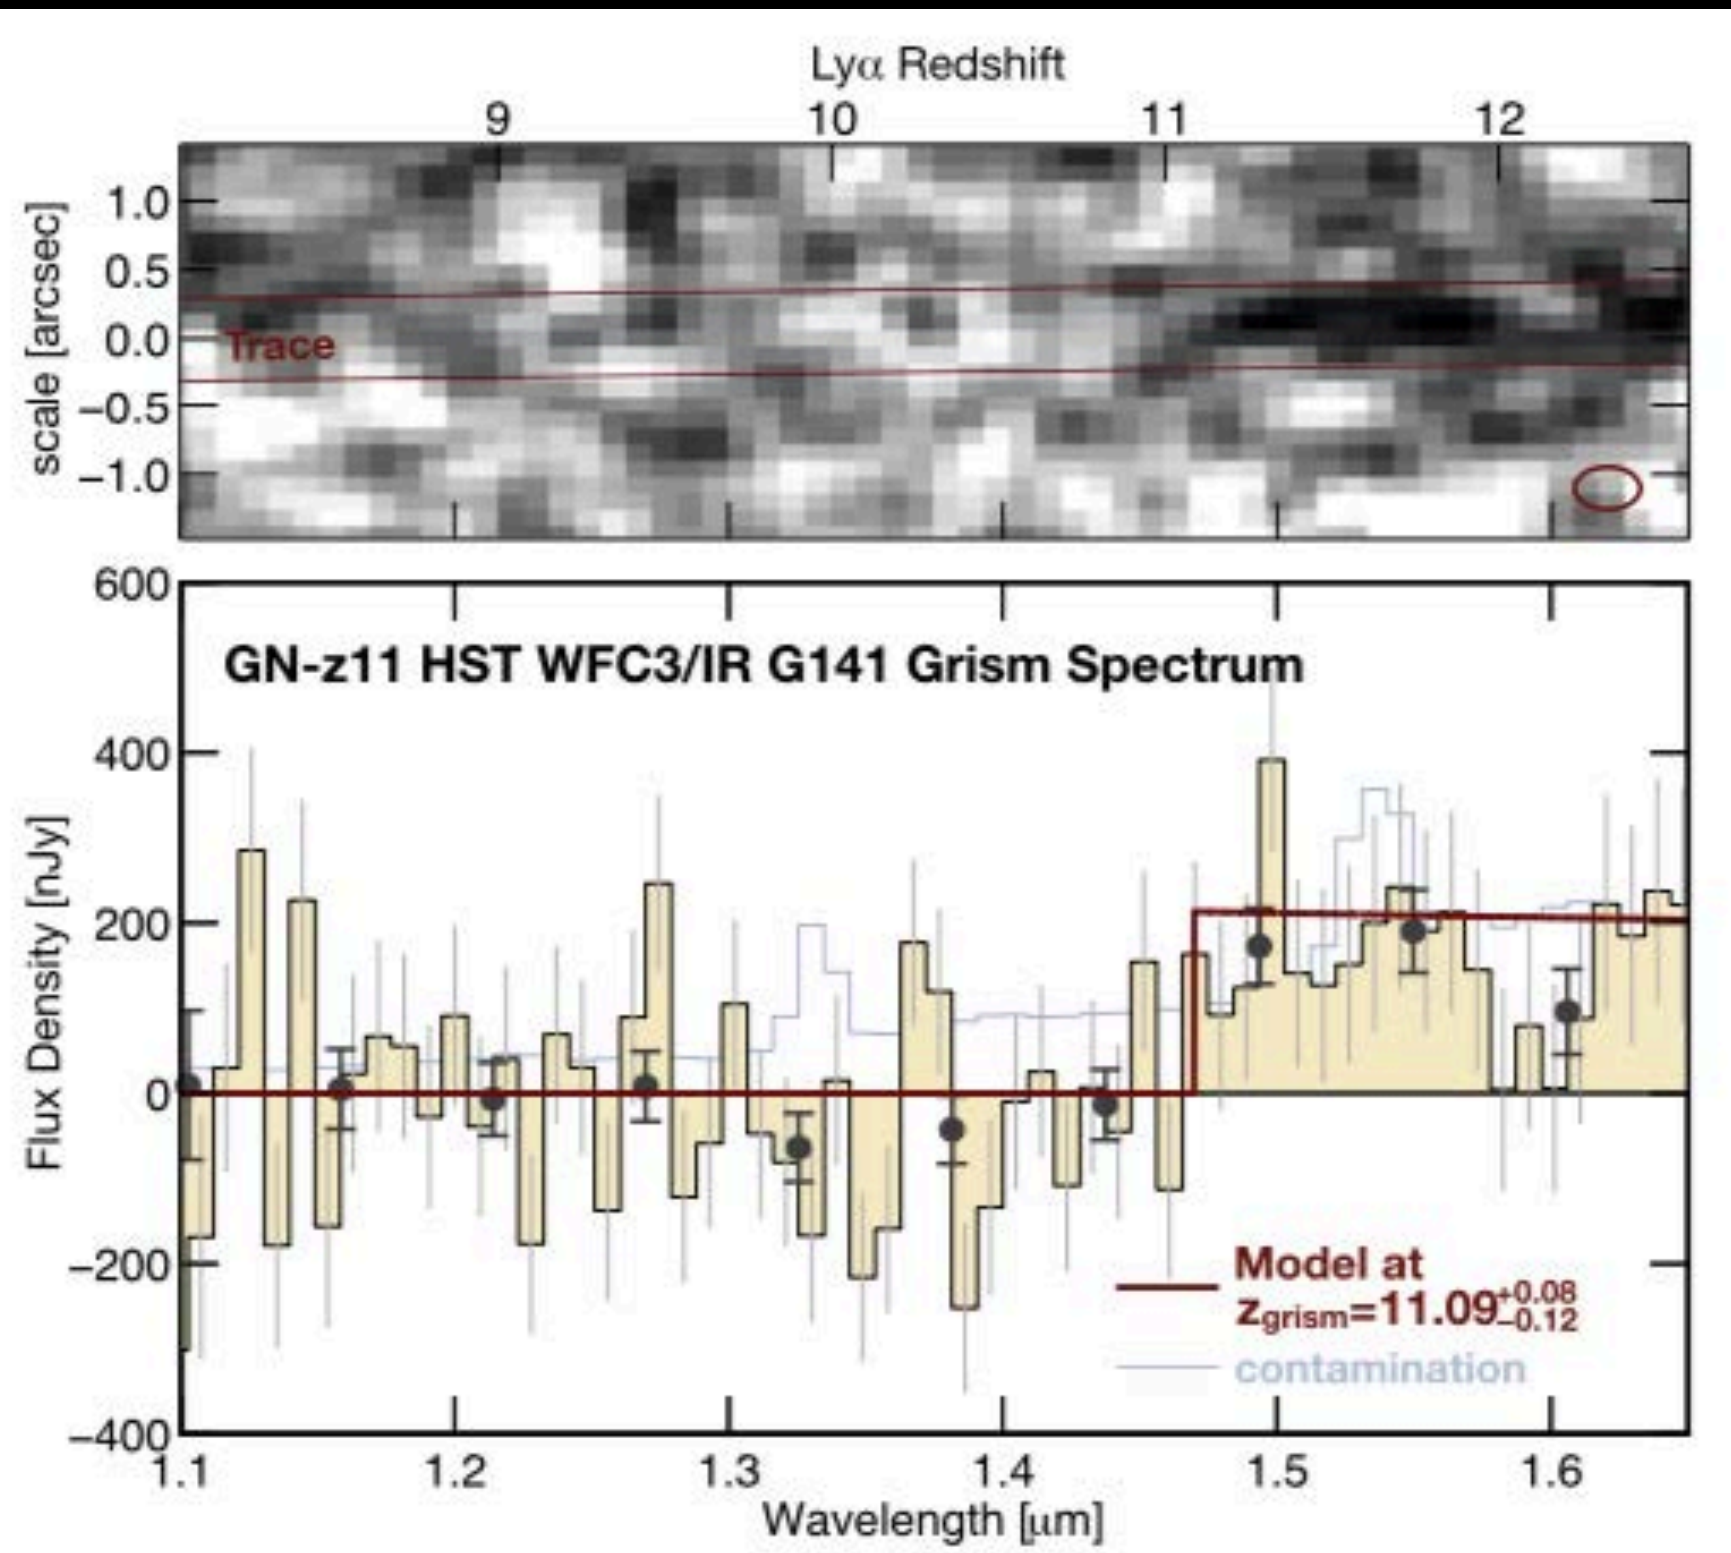 Lyα Redshift
9 10 11 12
1.0
0.5
0.0
−0.5
−1.0
scale [arcsec]
Trace
600
400
200
0
−200
−400
Flux Density [nJy]
GN-z11 HST WFC3/IR G141 Grism Spectrum
Model at
zgrism=11.09+0.08−0.12
contamination
1.1 1.2 1.3 1.4 1.5 1.6
Wavelength [μm]